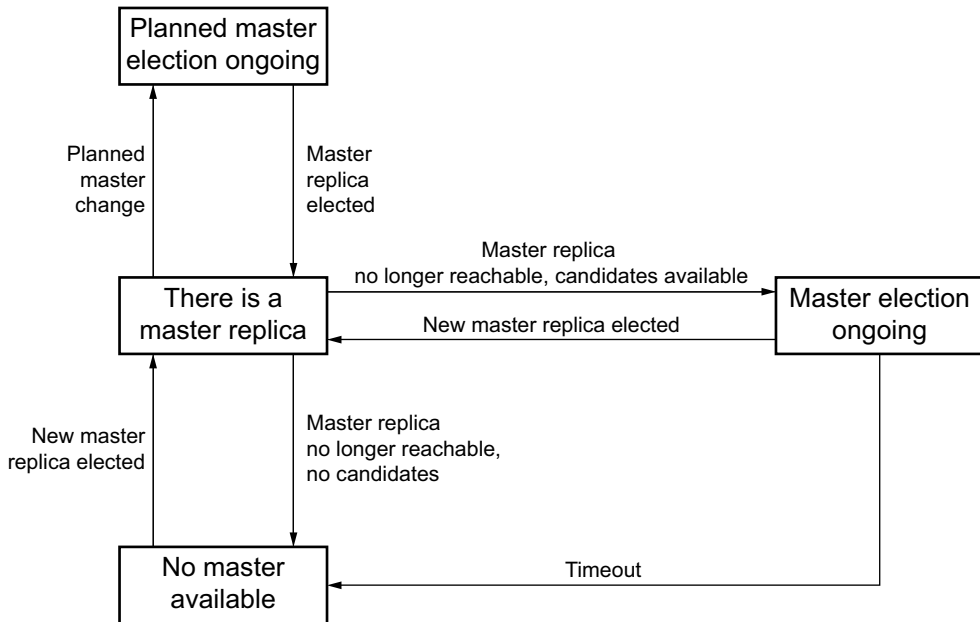 Planned master
election ongoing
Planned
master
change
Master
replica
elected
Master replica
no longer reachable, candidates available
There is a
master replica
Master election
ongoing
New master replica elected
New master
replica elected
Master replica
no longer reachable,
no candidates
No master
available
Timeout